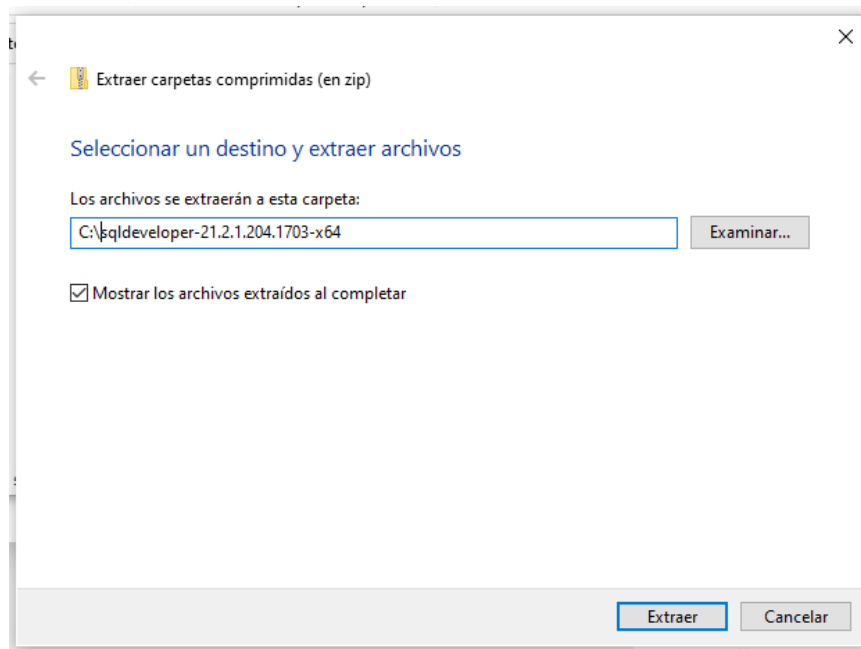 Extraer carpetas comprimidas (en zip)
Seleccionar un destino y extraer archivos
Los archivos se extraerán a esta carpeta:
C:\sqldeveloper-21.2.1.204.1703-x64
Examinar...
Mostrar los archivos extraídos al completar
Extraer
Cancelar